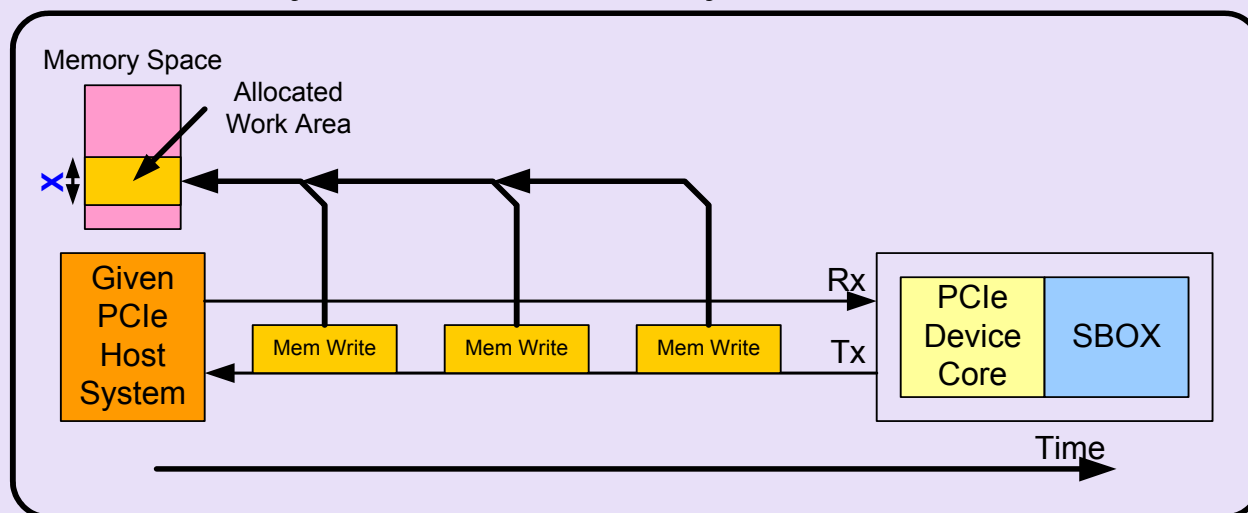 Memory Space
Allocated
Work Area
X
Given
PCIe
Host
System
Rx
Mem Write
Mem Write
Mem Write
Tx
PCIe
Device
Core
SBOX
Time